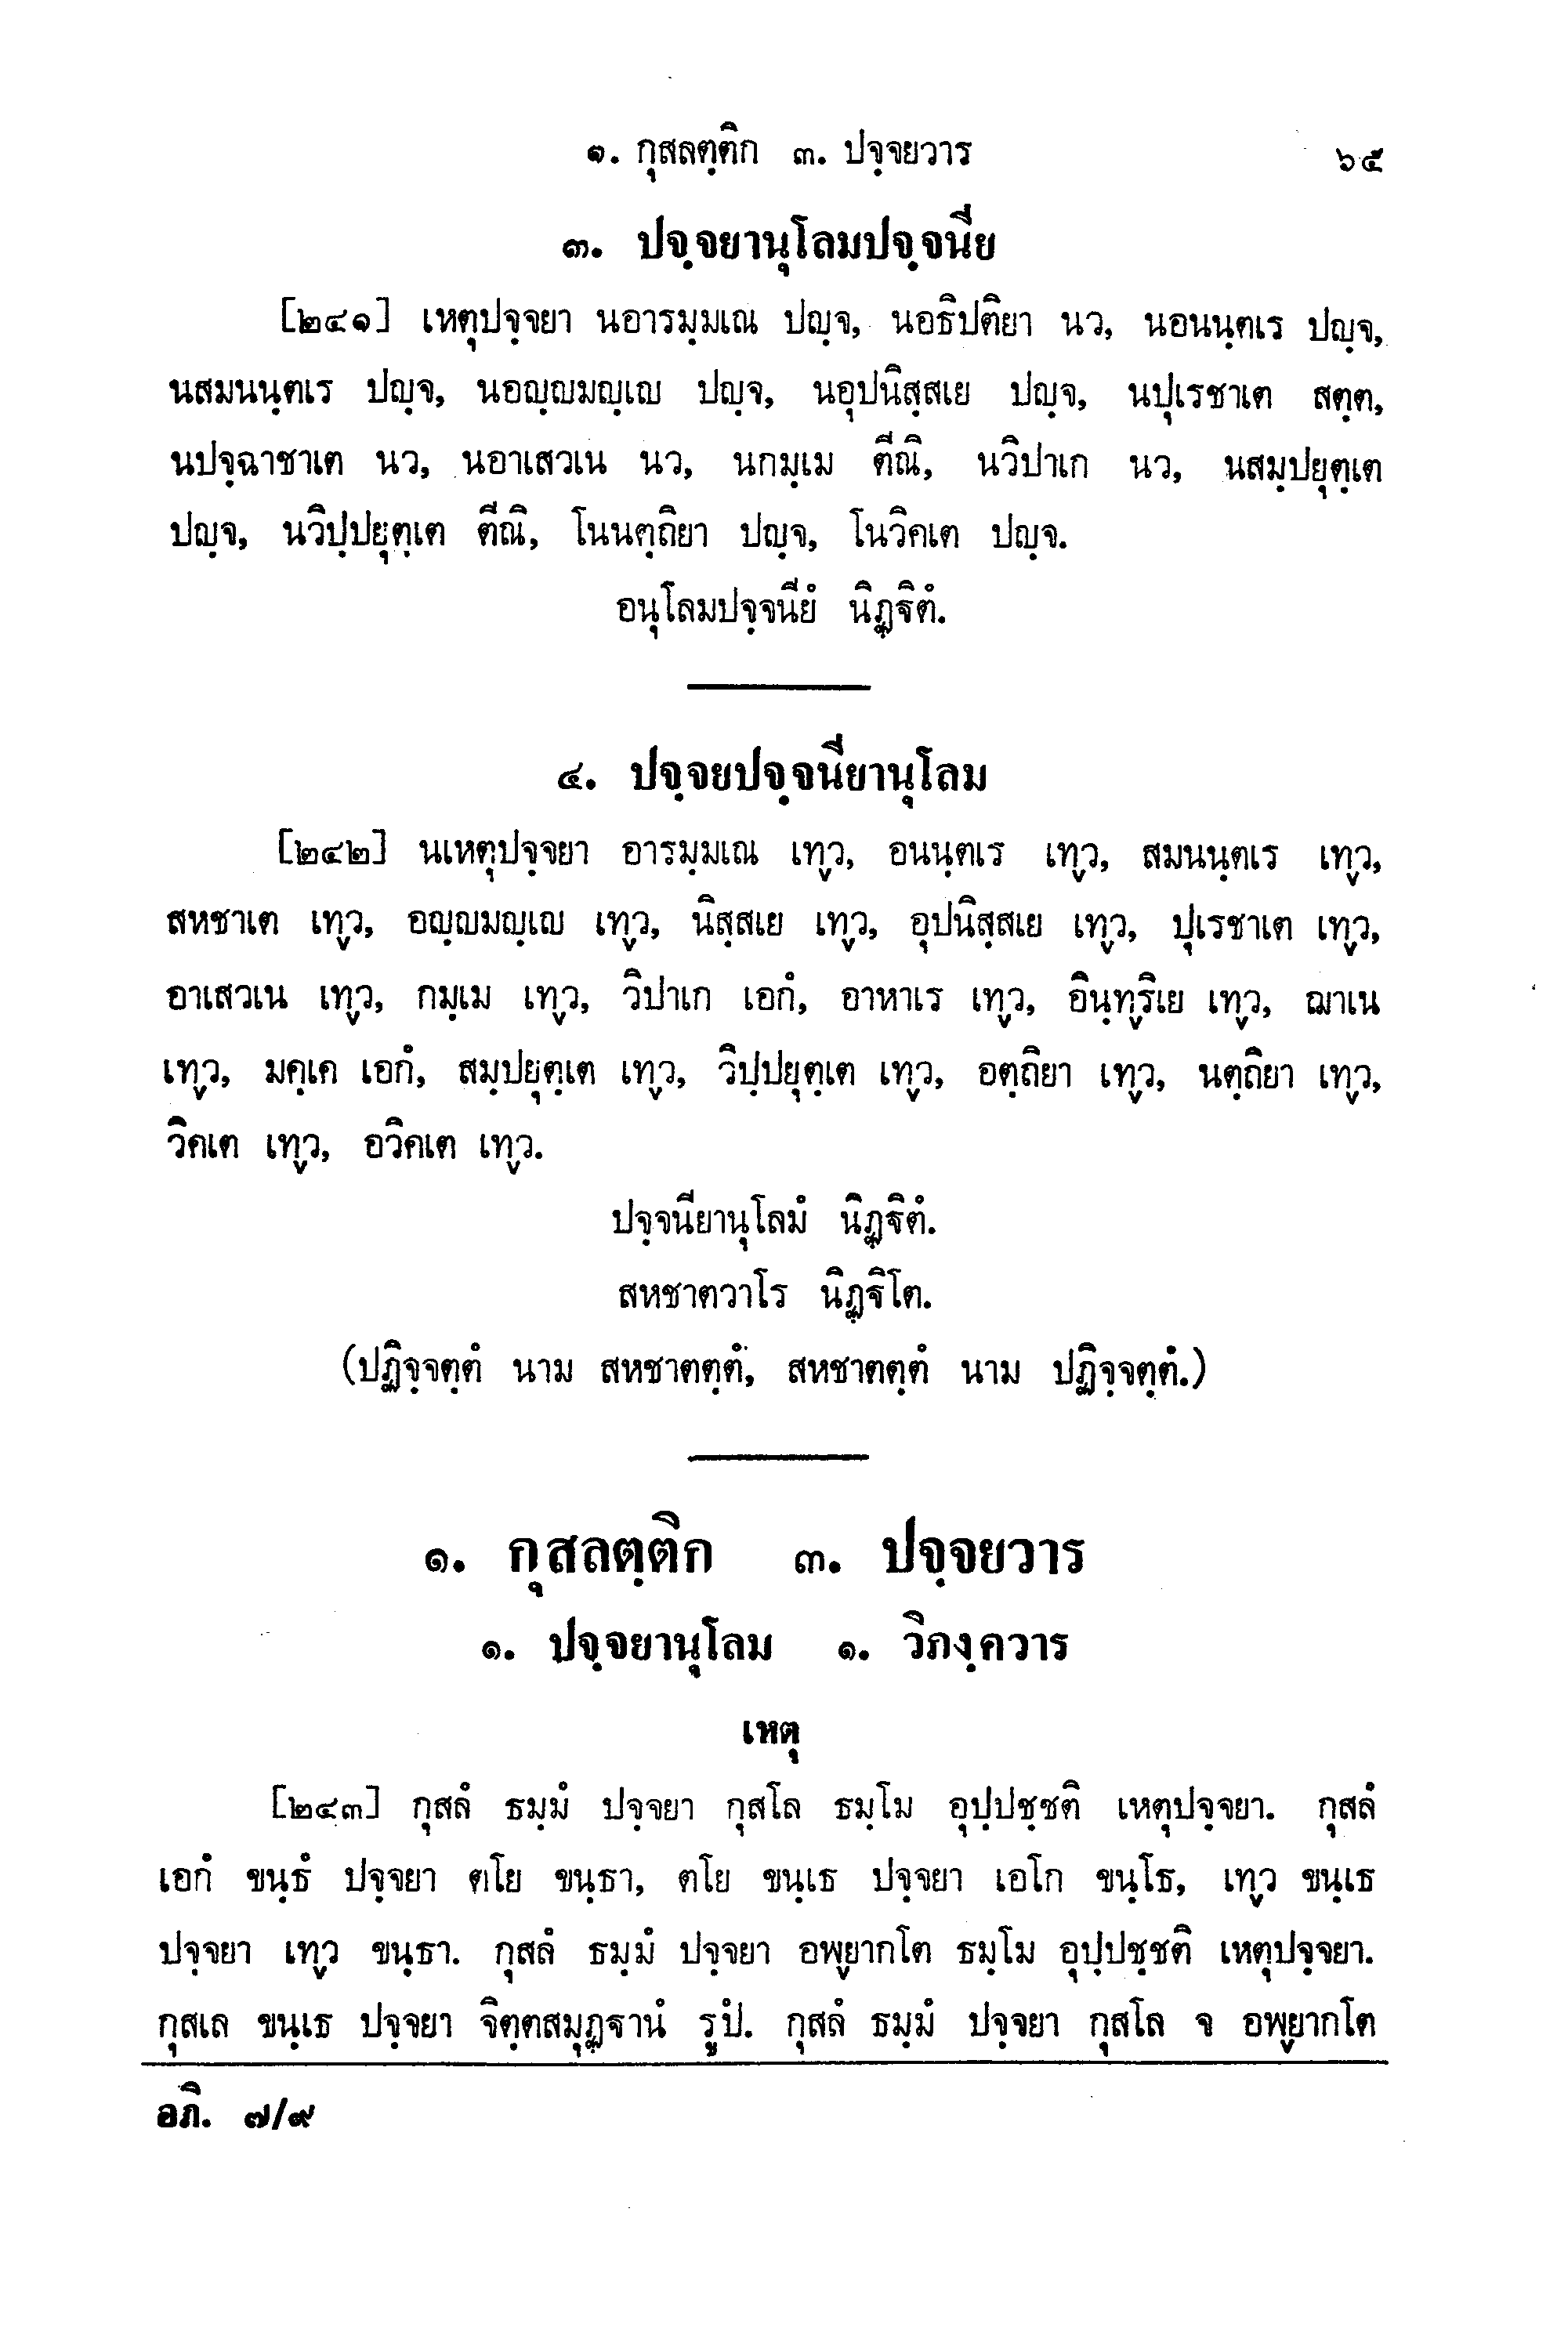 ๑. กุสลตฺติก ๓. ปจฺจยวาร ๖๕
๓. ปจฺจยานุโลมปจฺจนีย
[๒๔๑] เหตุปจฺจยา นอารมฺมเณ ปญฺจ, นอธิปติยา นว, นอนนฺตเร ปญฺจ,
นสมนนฺตเร ปญฺจ, นอญฺญมญฺเญ ปญฺจ, นอุปนิสฺสเย ปญฺจ, นปุเรชาเต สตฺต,
นปจฺฉาชาเต นว, นอาเสวเน นว, นกมฺเม ตีณิ, นวิปาเก นว, นสมฺปยุตฺเต
ปญฺจ, นวิปฺปยุตฺเต ตีณิ, โนนตฺถิยา ปญฺจ, โนวิคเต ปญฺจ.
อนุโลมปจฺจนียํ นิฏฺฐิตํ.
๔. ปจฺจยปจฺจนียานุโลม
[๒๔๒] นเหตุปจฺจยา อารมฺมเณ เทฺว, อนนฺตเร เทฺว, สมนนฺตเร เทฺว,
สหชาเต เทฺว, อญฺญมญฺเญ เทฺว, นิสฺสเย เทฺว, อุปนิสฺสเย เทฺว, ปุเรชาเต เทฺว,
อาเสวเน เทฺว, กมฺเม เทฺว, วิปาเก เอกํ, อาหาเร เทฺว, อินฺทฺริเย เทฺว, ฌาเน
เทฺว, มคฺเค เอกํ, สมฺปยุตฺเต เทฺว, วิปฺปยุตฺเต เทฺว, อตฺถิยา เทฺว, นตฺถิยา เทฺว,
วิคเต เทฺว, อวิคเต เทฺว.
ปจฺจนียานุโลมํ นิฏฺฐิตํ.
สหชาตวาโร นิฏฺฐิโต.
(ปฏิจฺจตฺตํ นาม สหชาตตฺตํ, สหชาตตฺตํ นาม ปฏิจฺจตฺตํ.)
๑. กุสลตฺติก ๓. ปจฺจยวาร
๑. ปจฺจยานุโลม ๑. วิภงฺควาร
เหตุ
[๒๔๓] กุสลํ ธมฺมํ ปจฺจยา กุสโล ธมฺโม อุปฺปชฺชติ เหตุปจฺจยา. กุสลํ
เอกํ ขนฺธํ ปจฺจยา ตโย ขนฺธา, ตโย ขนฺเธ ปจฺจยา เอโก ขนฺโธ, เทฺว ขนฺเธ
ปจฺจยา เทฺว ขนฺธา. กุสลํ ธมฺมํ ปจฺจยา อพฺยากโต ธมฺโม อุปฺปชฺชติ เหตุปจฺจยา.
กุสเล ขนฺเธ ปจฺจยา จิตฺตสมุฏฺฐานํ รูปํ. กุสลํ ธมฺมํ ปจฺจยา กุสโล จ อพฺยากโต
อภิ. ๗/๙